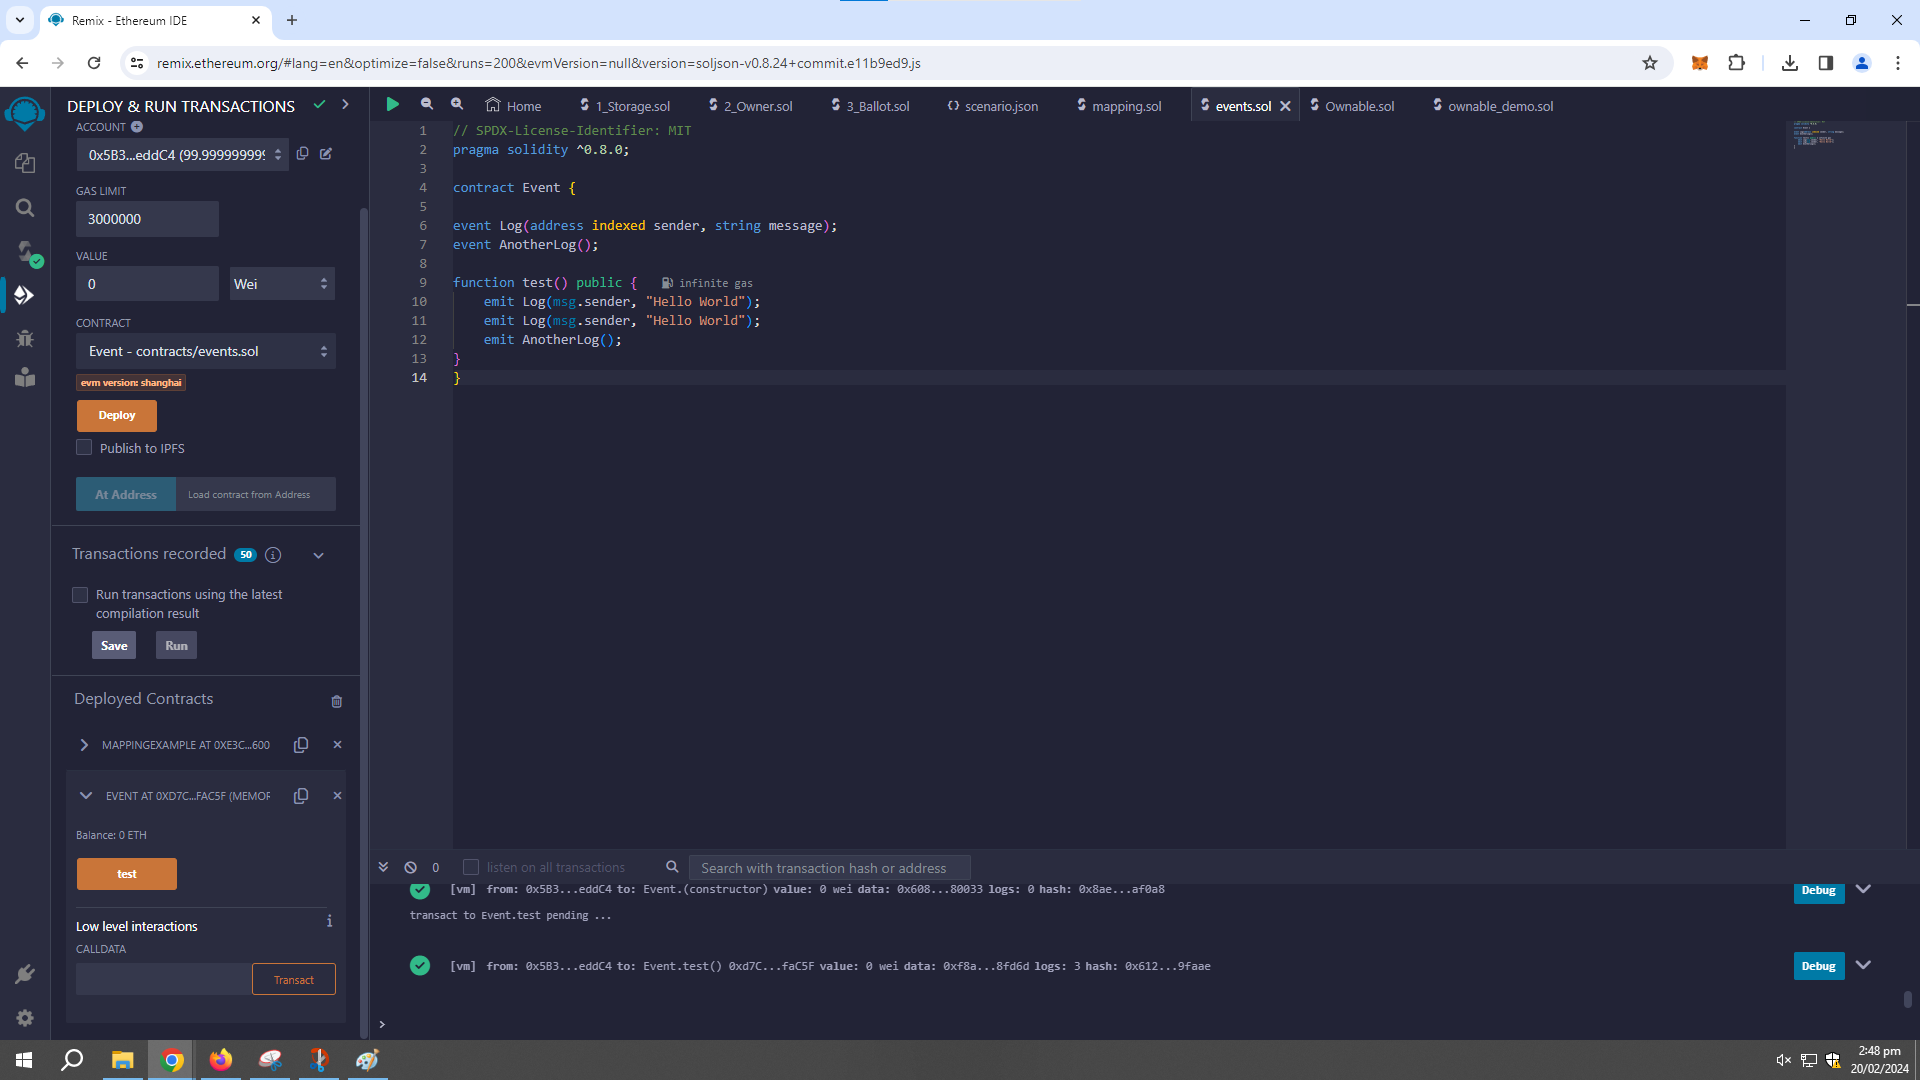 Remix - Ethereum IDE
remix.ethereum.org/#lang=en&optimize=false&runs=200&evmVersion=null&version=soljson-v0.8.24+commit.e11b9ed9.js
DEPLOY & RUN TRANSACTIONS
Home
1_Storage.sol
2_Owner.sol
3_Ballot.sol
scenario.json
mapping.sol
events.sol
Ownable.sol
ownable_demo.sol
ACCOUNT
0x5B3...eddC4 (99.9999999999
GAS LIMIT
3000000
VALUE
0
Wei
CONTRACT
Event - contracts/events.sol
evm version: shanghai
Deploy
Publish to IPFS
At Address
Load contract from Address
Transactions recorded 50
Run transactions using the latest
compilation result
Save
Run
Deployed Contracts
MAPPINGEXAMPLE AT 0XE3C...600
EVENT AT 0XD7C...FAC5F (MEMOR
Balance: 0 ETH
test
Low level interactions
CALLDATA
Transact
1 // SPDX-License-Identifier: MIT
2 pragma solidity ^0.8.0;
3
4 contract Event {
5
6 event Log(address indexed sender, string message);
7 event AnotherLog();
8
9 function test() public { infinite gas
10 emit Log(msg.sender, "Hello World");
11 emit Log(msg.sender, "Hello World");
12 emit AnotherLog();
13 }
14 }
0
listen on all transactions
Search with transaction hash or address
[vm] from: 0x5B3...eddC4 to: Event.(constructor) value: 0 wei data: 0x608...80033 logs: 0 hash: 0x8ae...af0a8
Debug
transact to Event.test pending ...
[vm] from: 0x5B3...eddC4 to: Event.test() 0xd7C...faC5F value: 0 wei data: 0xf8a...8fd6d logs: 3 hash: 0x612...9faae
Debug
>
2:48 pm
20/02/2024